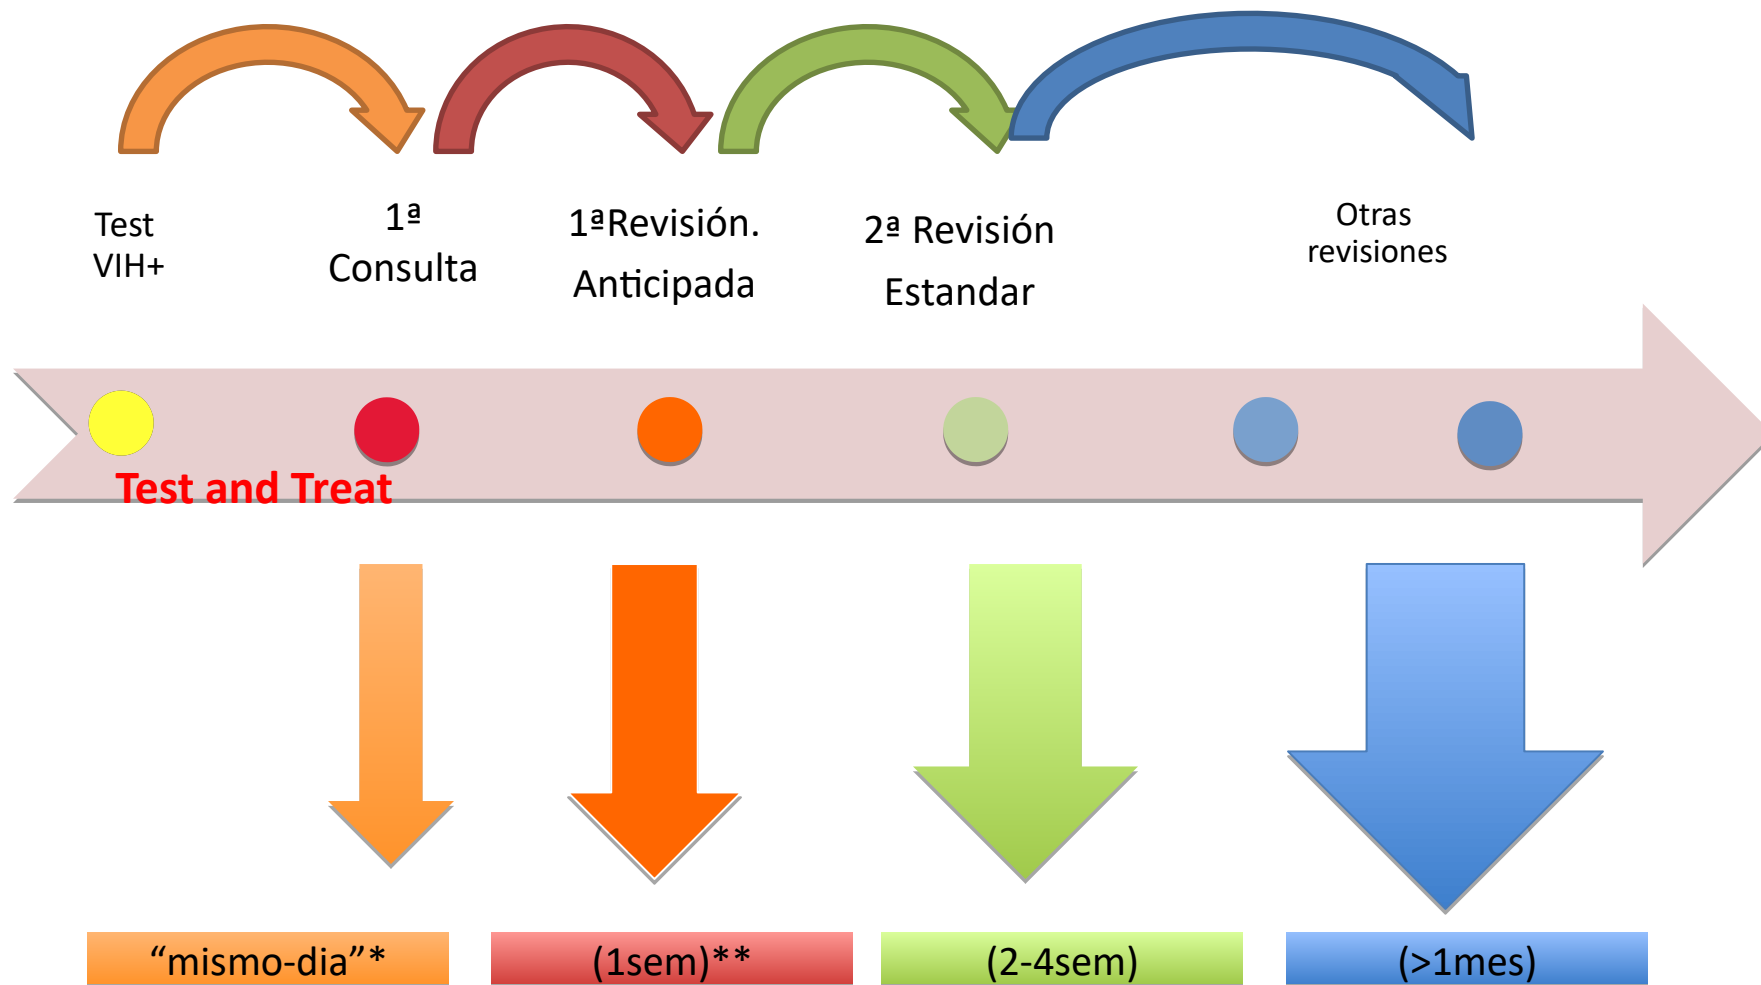 Test
VIH+
1ª
Consulta
1ªRevisión.
Anticipada
2ª Revisión
Estandar
Otras
revisiones
Test and Treat
“mismo-dia”*
(1sem)**
(2-4sem)
(>1mes)